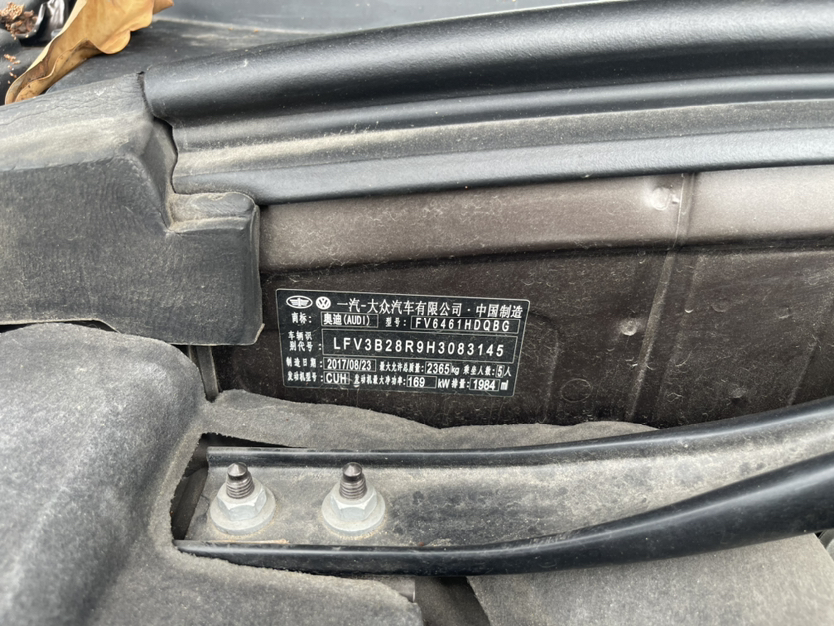 一汽-大众汽车有限公司·中国制造
商标: 奥迪(AUDI) 型号: FV6461HDQBG
车辆识别代号: LFV3B28R9H3083145
制造日期: 2017/08/23 最大允许总质量: 2365kg 乘坐人数: 5人
发动机型号: CUH 发动机最大净功率: 169 kW 排量: 1984 ml